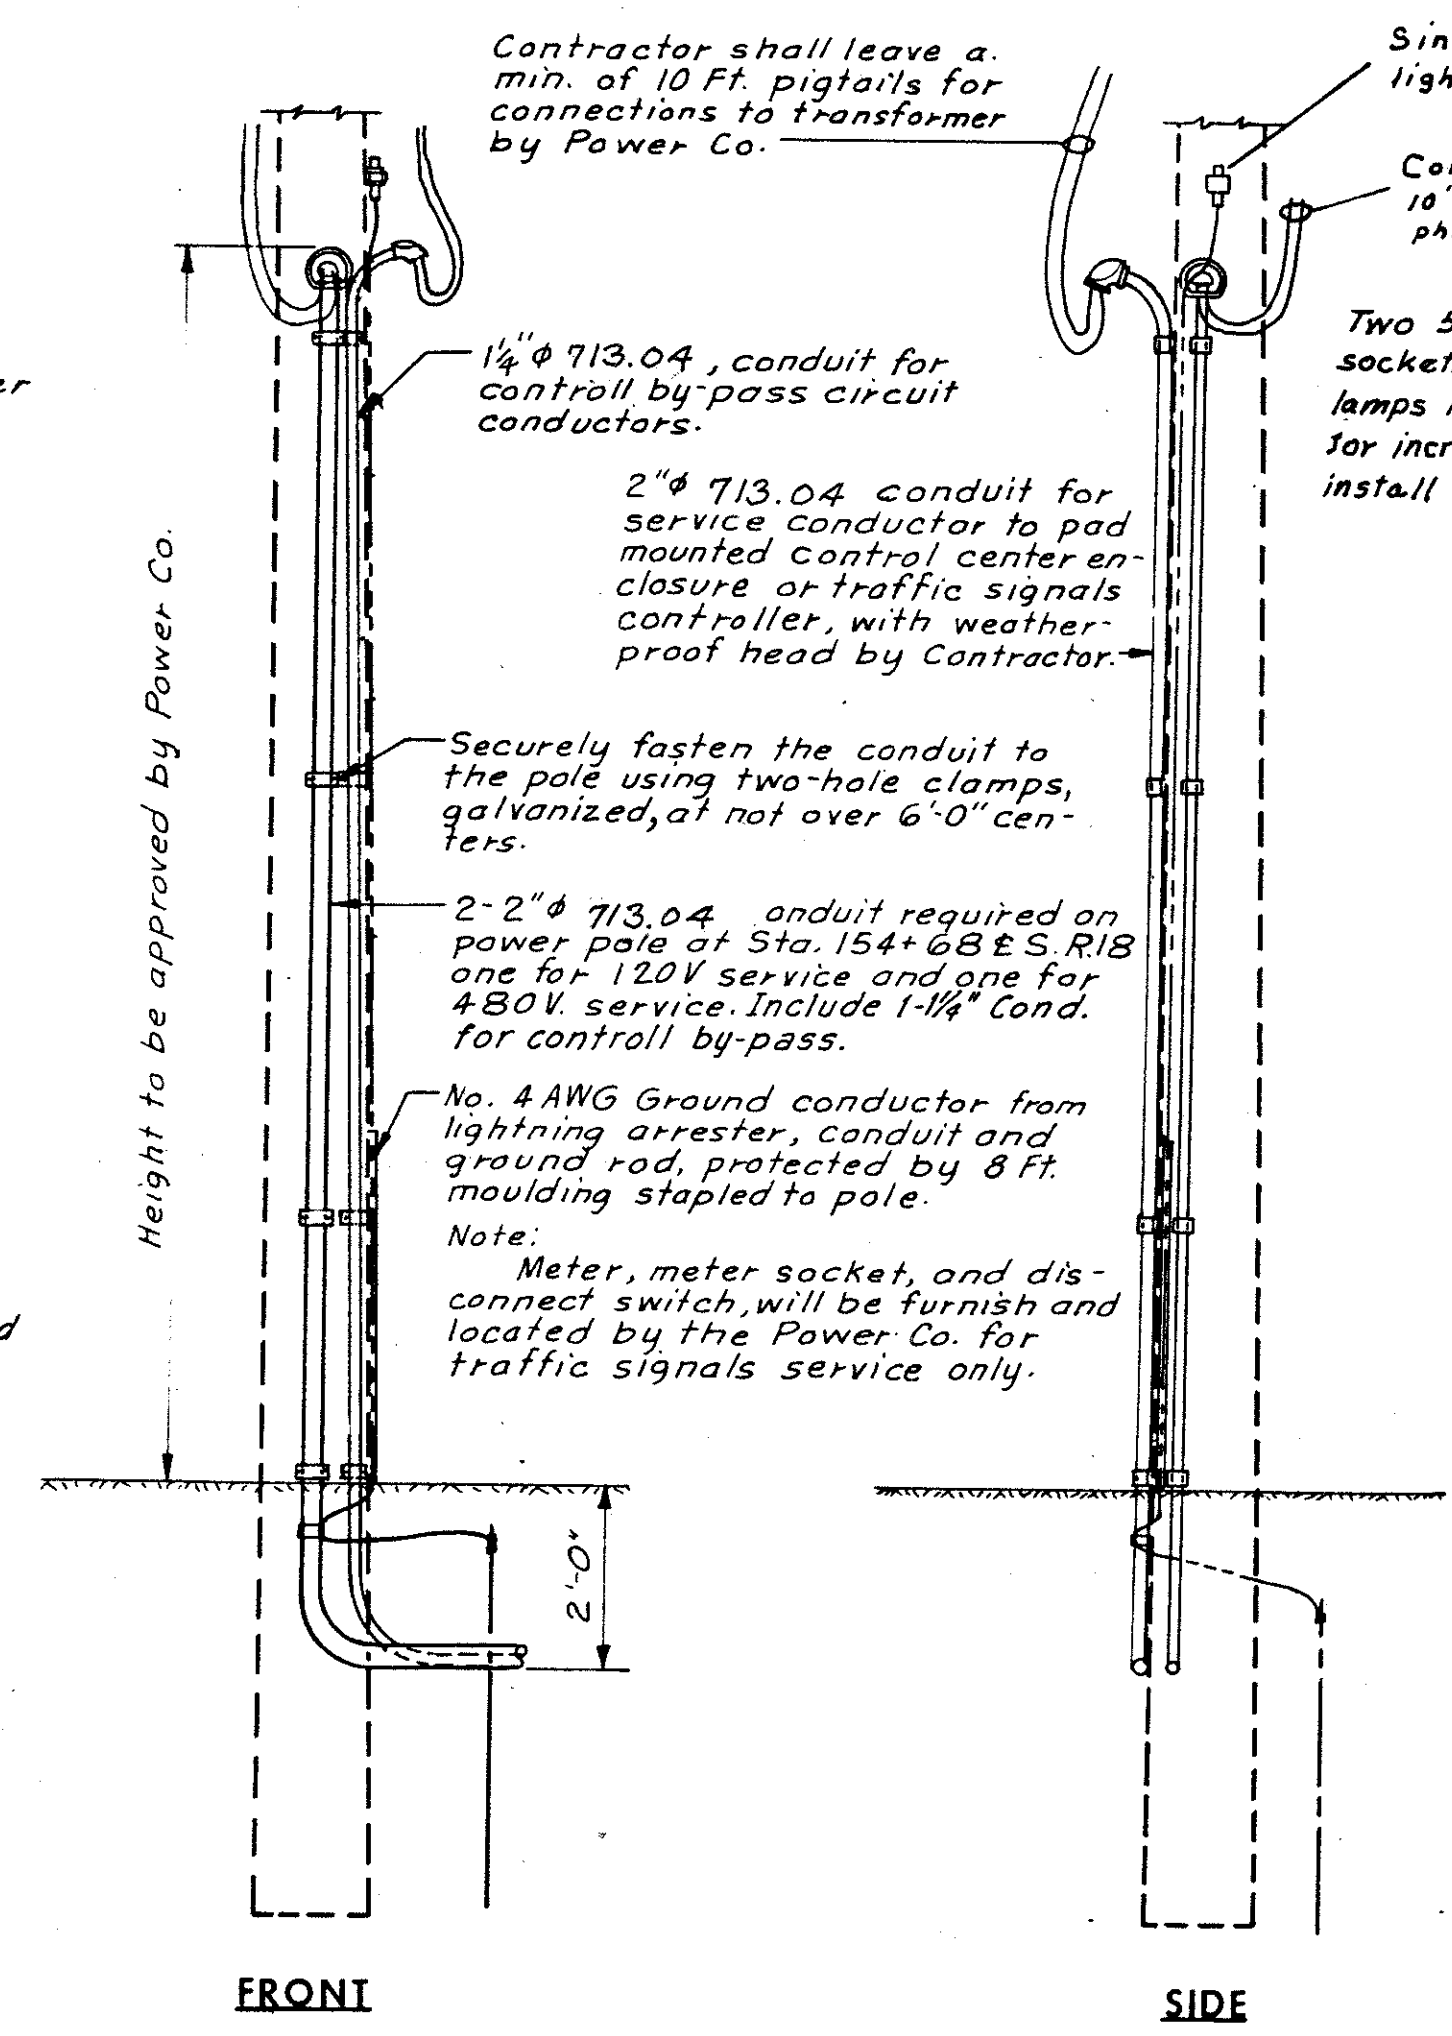 Contractor shall leave a
min. of 10 Ft. pigtails for
connections to transformer
by Power Co.
er
Height to be approved by Power Co.
1¼"ϕ 713.04, conduit for
controll by-pass circuit
conductors.
2"ϕ 713.04 conduit for
service conductor to pad
mounted control center en-
closure or traffic signals
controller, with weather-
proof head by Contractor.
Securely fasten the conduit to
the pole using two-hole clamps,
galvanized, at not over 6'-0" cen-
ters.
2-2"ϕ 713.04 onduit required on
power pole at Sta. 154+68 ℄ S.R.18
one for 120V service and one for
480V. service. Include 1-1¼" Cond.
for controll by-pass.
No. 4 AWG Ground conductor from
lightning arrester, conduit and
ground rod, protected by 8 Ft.
moulding stapled to pole.
Note:
Meter, meter socket, and dis-
connect switch, will be furnish and
located by the Power Co. for
traffic signals service only.
d
2'-0"
Sin
ligh
Co
10'
ph
Two
socket
lamps
for incr
install
FRONT
SIDE